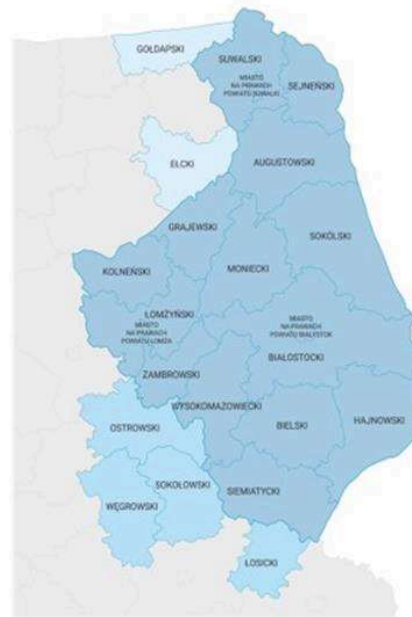 GOŁDAPSKI
SUWALSKI
MIASTO
NA PRAWACH
POWIATU SUWAŁKI
SEJNEŃSKI
EŁCKI
AUGUSTOWSKI
GRAJEWSKI
SOKÓLSKI
KOLNEŃSKI
MONIECKI
ŁOMŻYŃSKI
MIASTO
NA PRAWACH
POWIATU ŁOMŻA
MIASTO
NA PRAWACH
POWIATU BIAŁYSTOK
BIAŁOSTOCKI
ZAMBROWSKI
WYSOKOMAZOWIECKI
HAJNOWSKI
OSTROWSKI
BIELSKI
SOKOŁOWSKI
SIEMIATYCKI
WĘGROWSKI
ŁOSICKI